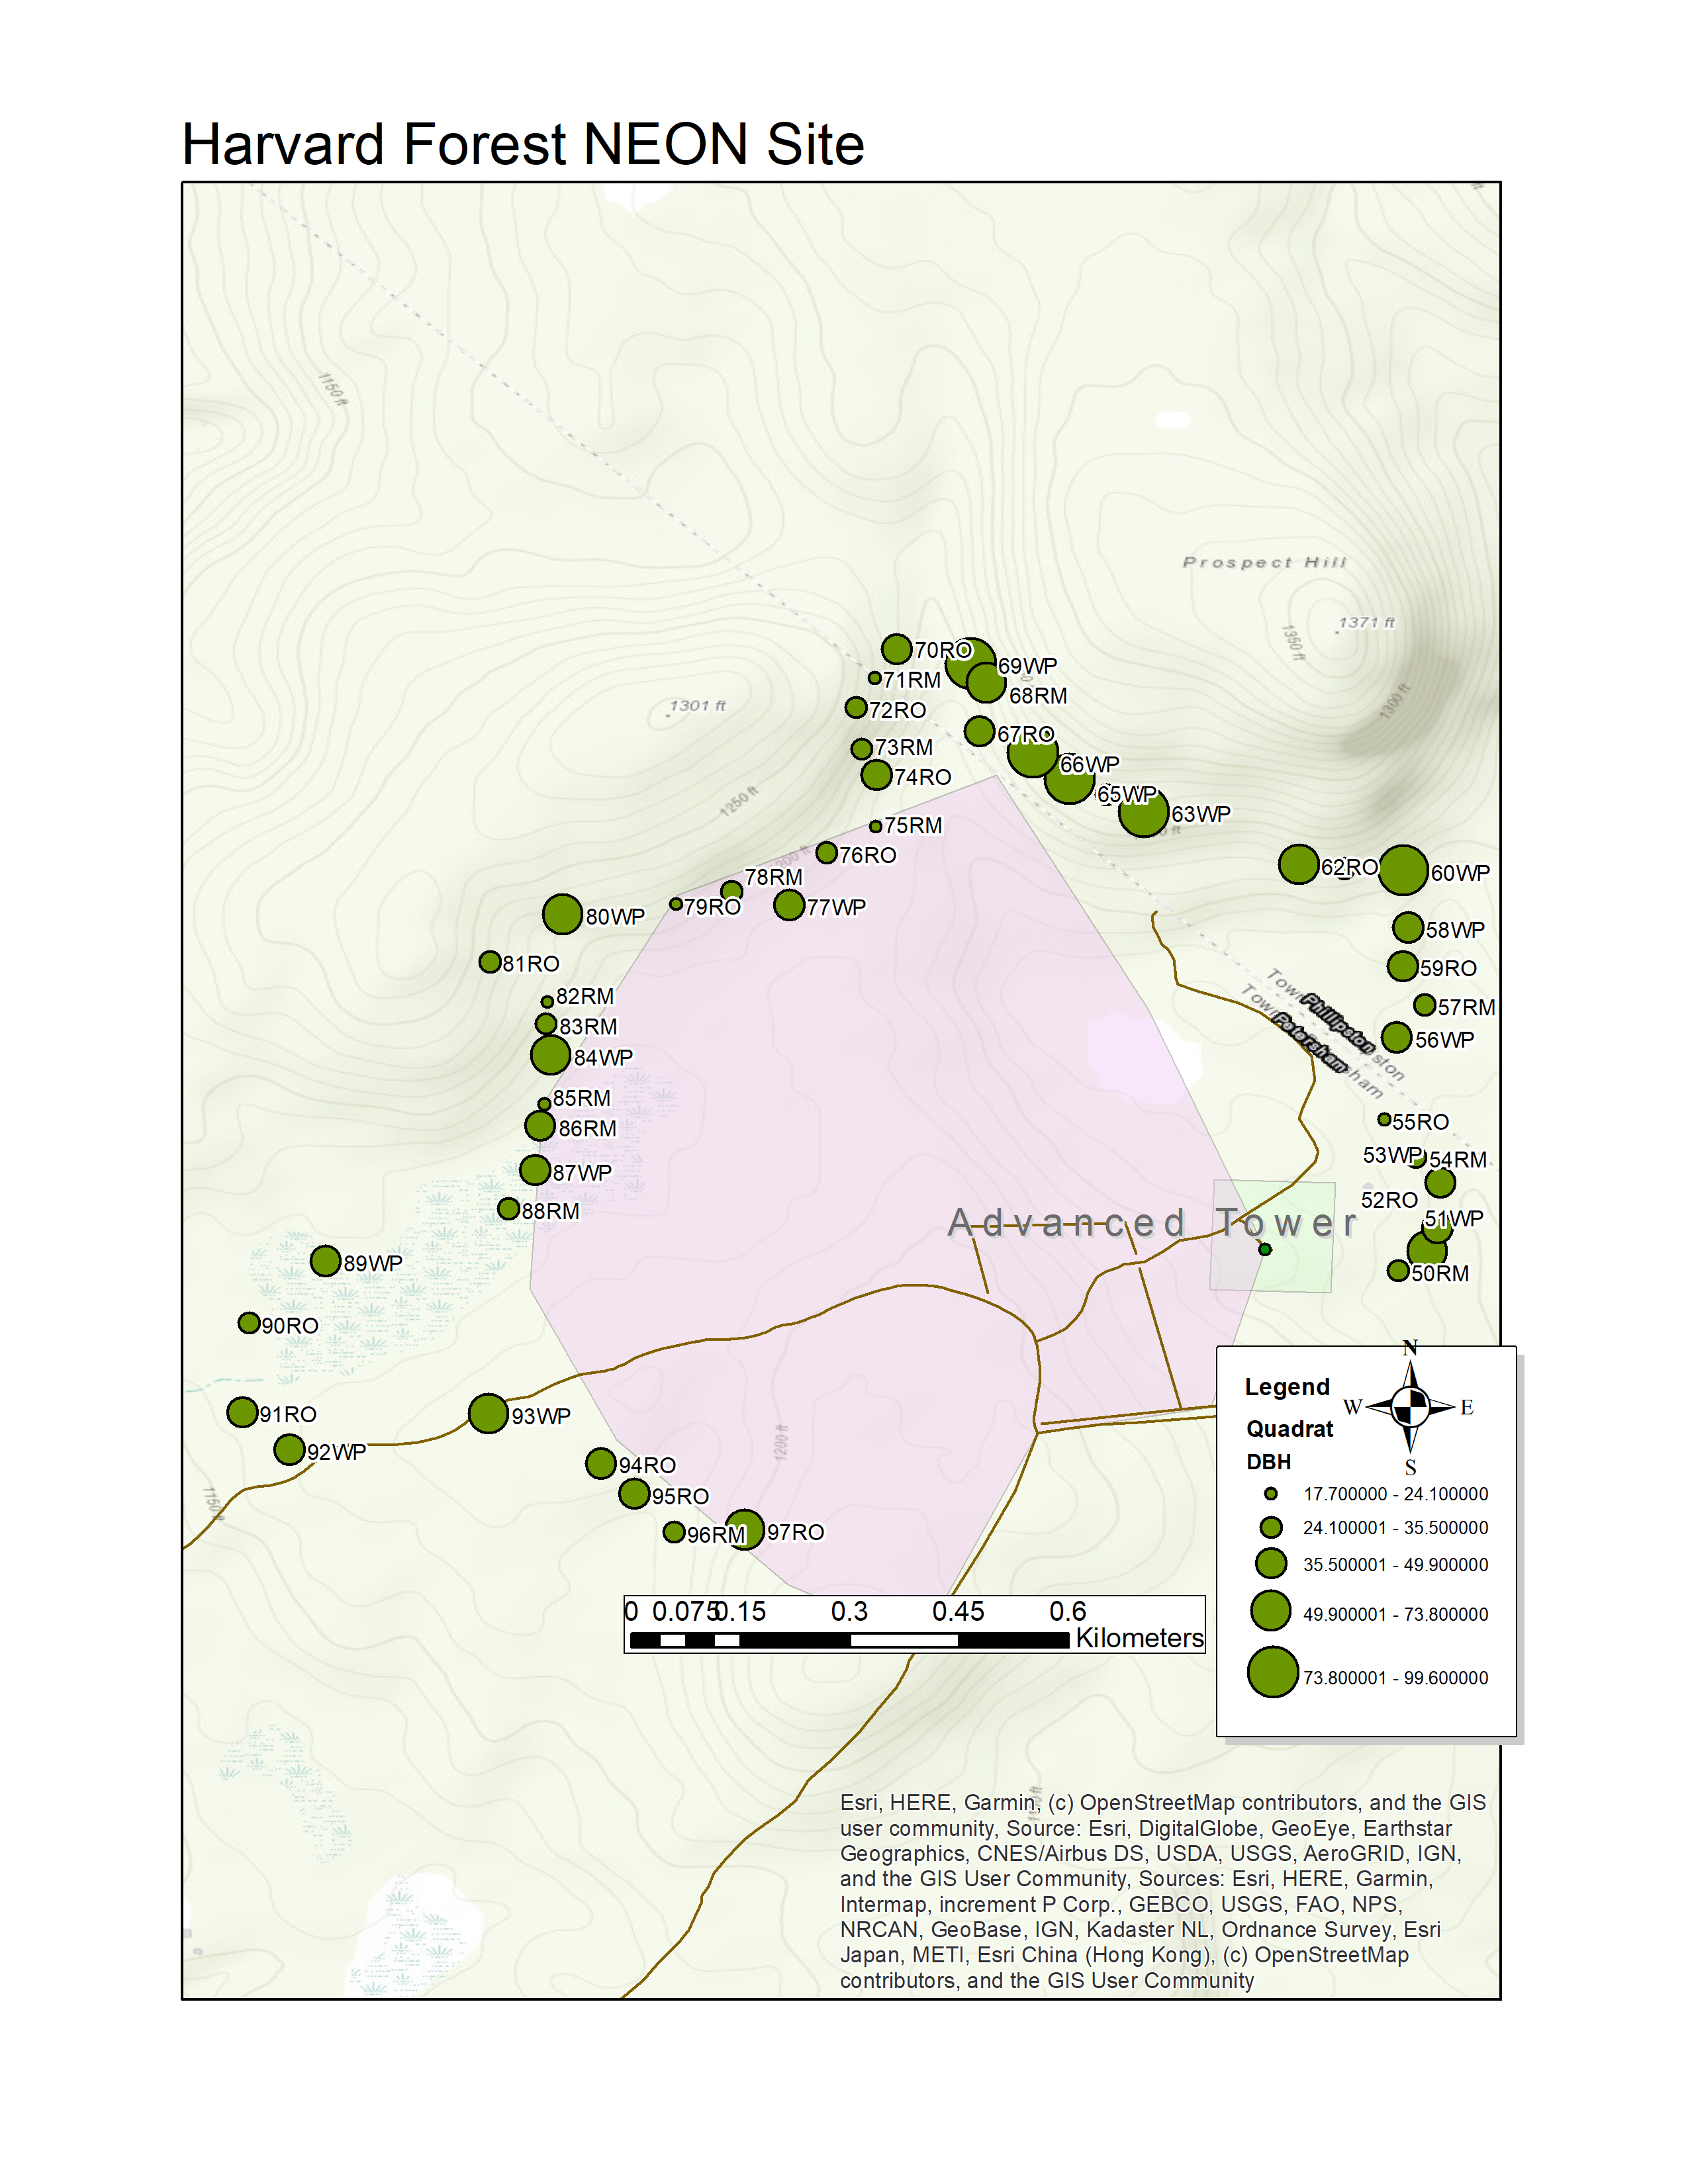 Harvard Forest NEON Site
1150 ft
Prospect Hill
1371 ft
1350 ft
1300 ft
1301 ft
1250 ft
70RO
69WP
71RM
68RM
72RO
67RO
73RM
66WP
74RO
65WP
63WP
75RM
76RO
62RO
60WP
78RM
79RO
77WP
80WP
58WP
81RO
59RO
82RM
57RM
83RM
56WP
84WP
Phillipston
Petersham
85RM
55RO
86RM
53WP
54RM
87WP
52RO
88RM
51WP
Advanced Tower
89WP
50RM
90RO
91RO
93WP
92WP
94RO
1200 ft
1150 ft
95RO
96RM
97RO
N
W E
S
Legend
Quadrat
DBH
17.700000 - 24.100000
24.100001 - 35.500000
35.500001 - 49.900000
49.900001 - 73.800000
73.800001 - 99.600000
0 0.075 0.15 0.3 0.45 0.6
Kilometers
Esri, HERE, Garmin, (c) OpenStreetMap contributors, and the GIS
user community, Source: Esri, DigitalGlobe, GeoEye, Earthstar
Geographics, CNES/Airbus DS, USDA, USGS, AeroGRID, IGN,
and the GIS User Community, Sources: Esri, HERE, Garmin,
Intermap, increment P Corp., GEBCO, USGS, FAO, NPS,
NRCAN, GeoBase, IGN, Kadaster NL, Ordnance Survey, Esri
Japan, METI, Esri China (Hong Kong), (c) OpenStreetMap
contributors, and the GIS User Community